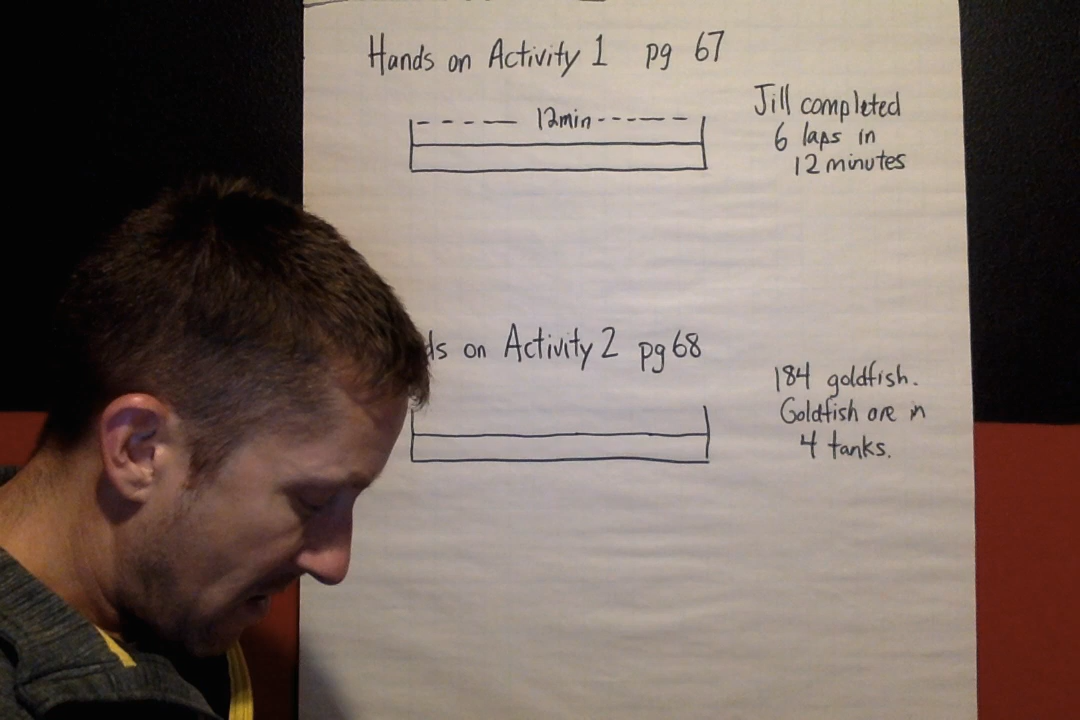 Hands on Activity 1 pg 67
12min
Jill completed
6 laps in
12 minutes
ds on Activity 2 pg 68
184 goldfish.
Goldfish are in
4 tanks.